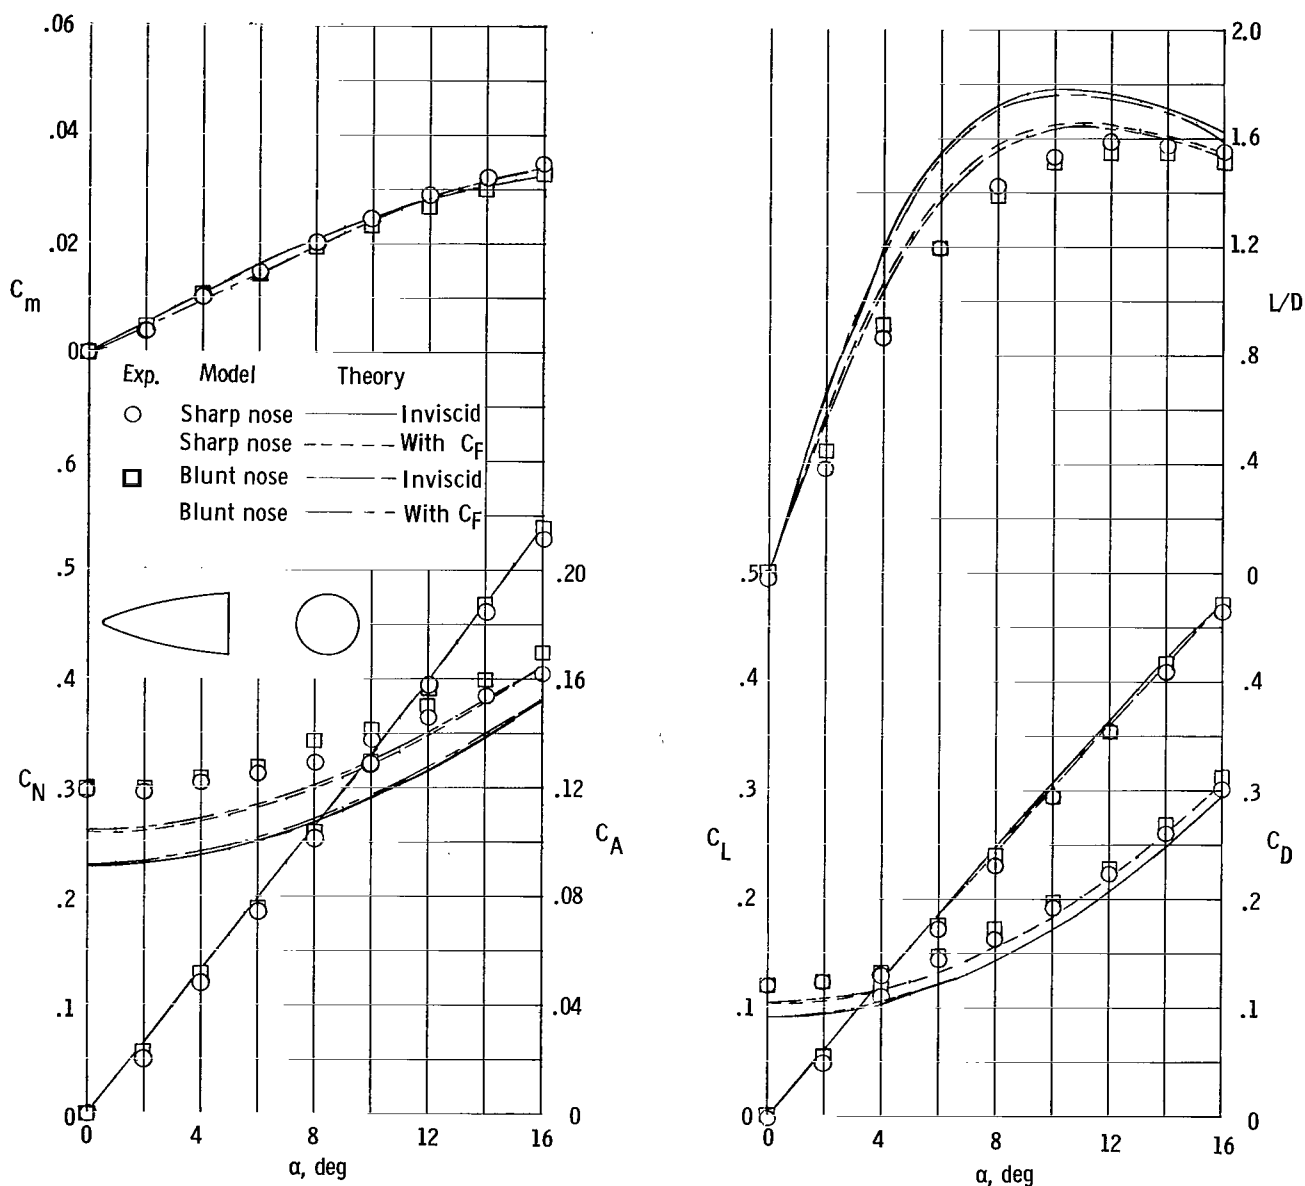 .06
.04
.02
0
C_m
Exp. Model Theory
Sharp nose Inviscid
Sharp nose With C_F
Blunt nose Inviscid
Blunt nose With C_F
.6
.5
.4
.3
.2
.1
0
C_N
.20
.16
.12
.08
.04
0
C_A
0 4 8 12 16
α, deg
2.0
1.6
1.2
.8
.4
0
L/D
.5
.4
.3
.2
.1
0
C_L
.4
.3
.2
.1
0
C_D
0 4 8 12 16
α, deg